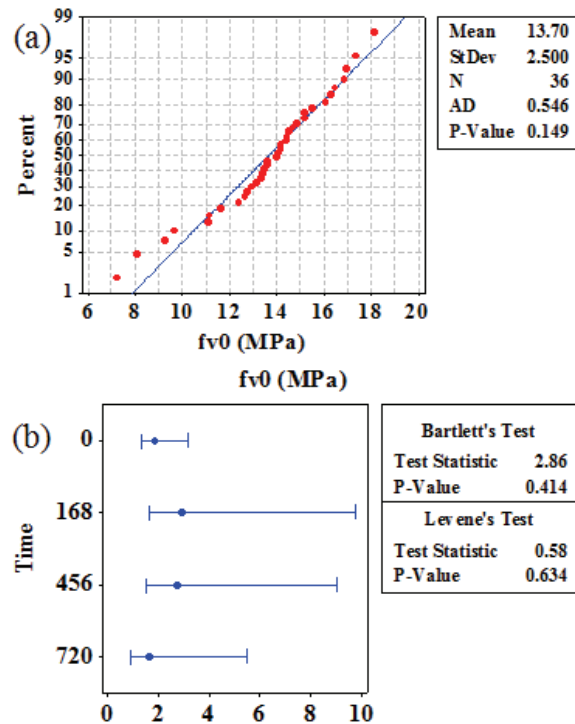 (a)
99
95
90
80
70
60
50
40
30
20
10
5
1
Percent
6 8 10 12 14 16 18 20
fv0 (MPa)
Mean 13.70
StDev 2.500
N 36
AD 0.546
P-Value 0.149
fv0 (MPa)
(b)
0
168
456
720
Time
0 2 4 6 8 10
Bartlett's Test
Test Statistic 2.86
P-Value 0.414
Levene's Test
Test Statistic 0.58
P-Value 0.634